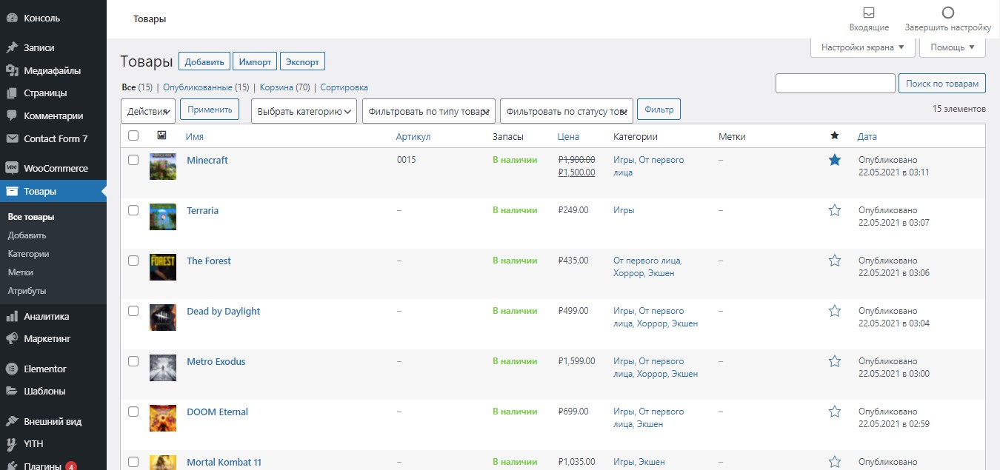 Консоль
Записи
Медиафайлы
Страницы
Комментарии
Contact Form 7
WooCommerce
Товары
Все товары
Добавить
Категории
Метки
Атрибуты
Аналитика
Маркетинг
Elementor
Шаблоны
Внешний вид
YITH
Плагины 4
Товары
Входящие
Завершить настройку
Настройки экрана
Помощь
Товары Добавить Импорт Экспорт
Все (15) | Опубликованные (15) | Корзина (70) | Сортировка
Поиск по товарам
Действия Применить Выбрать категорию Фильтровать по типу товар Фильтровать по статусу тов Фильтр
15 элементов
Имя Артикул Запасы Цена Категории Метки Дата
Minecraft 0015 В наличии ₽1,900.00 Игры, От первого – Опубликовано
₽1,500.00 лица 22.05.2021 в 03:11
Terraria – В наличии ₽249.00 Игры – Опубликовано
22.05.2021 в 03:07
FOREST
The Forest – В наличии ₽435.00 От первого лица, – Опубликовано
Хоррор, Экшен 22.05.2021 в 03:06
Dead by Daylight – В наличии ₽499.00 Игры, От первого – Опубликовано
лица, Хоррор, Экшен 22.05.2021 в 03:04
Metro Exodus – В наличии ₽1,599.00 Игры, От первого – Опубликовано
лица, Хоррор, Экшен 22.05.2021 в 03:00
DOOM Eternal – В наличии ₽699.00 Игры, От первого – Опубликовано
лица, Экшен 22.05.2021 в 02:59
Mortal Kombat 11 – В наличии ₽1,035.00 Игры, Экшен – Опубликовано